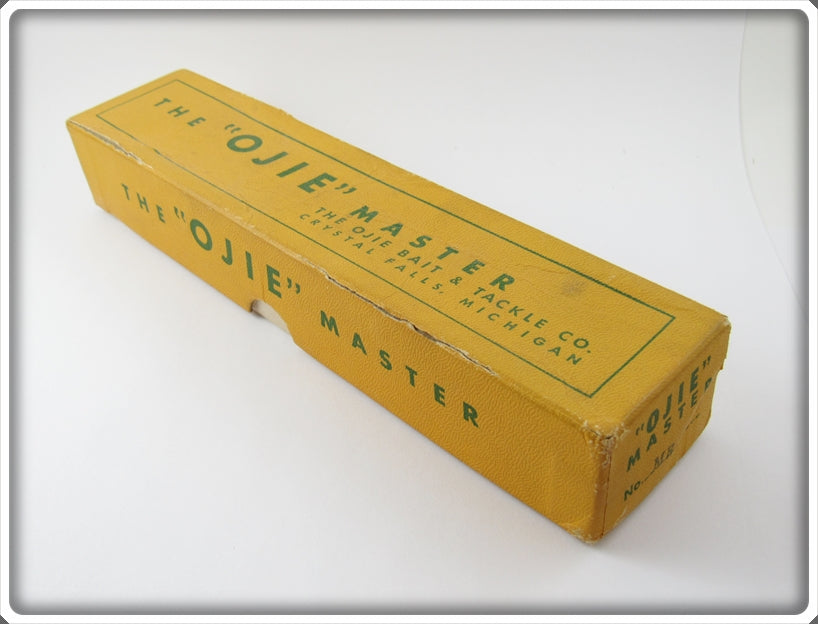 THE "OJIE" MASTER
THE OJIE BAIT & TACKLE CO.
CRYSTAL FALLS, MICHIGAN
THE "OJIE" MASTER
"OJIE"
MASTER
No.